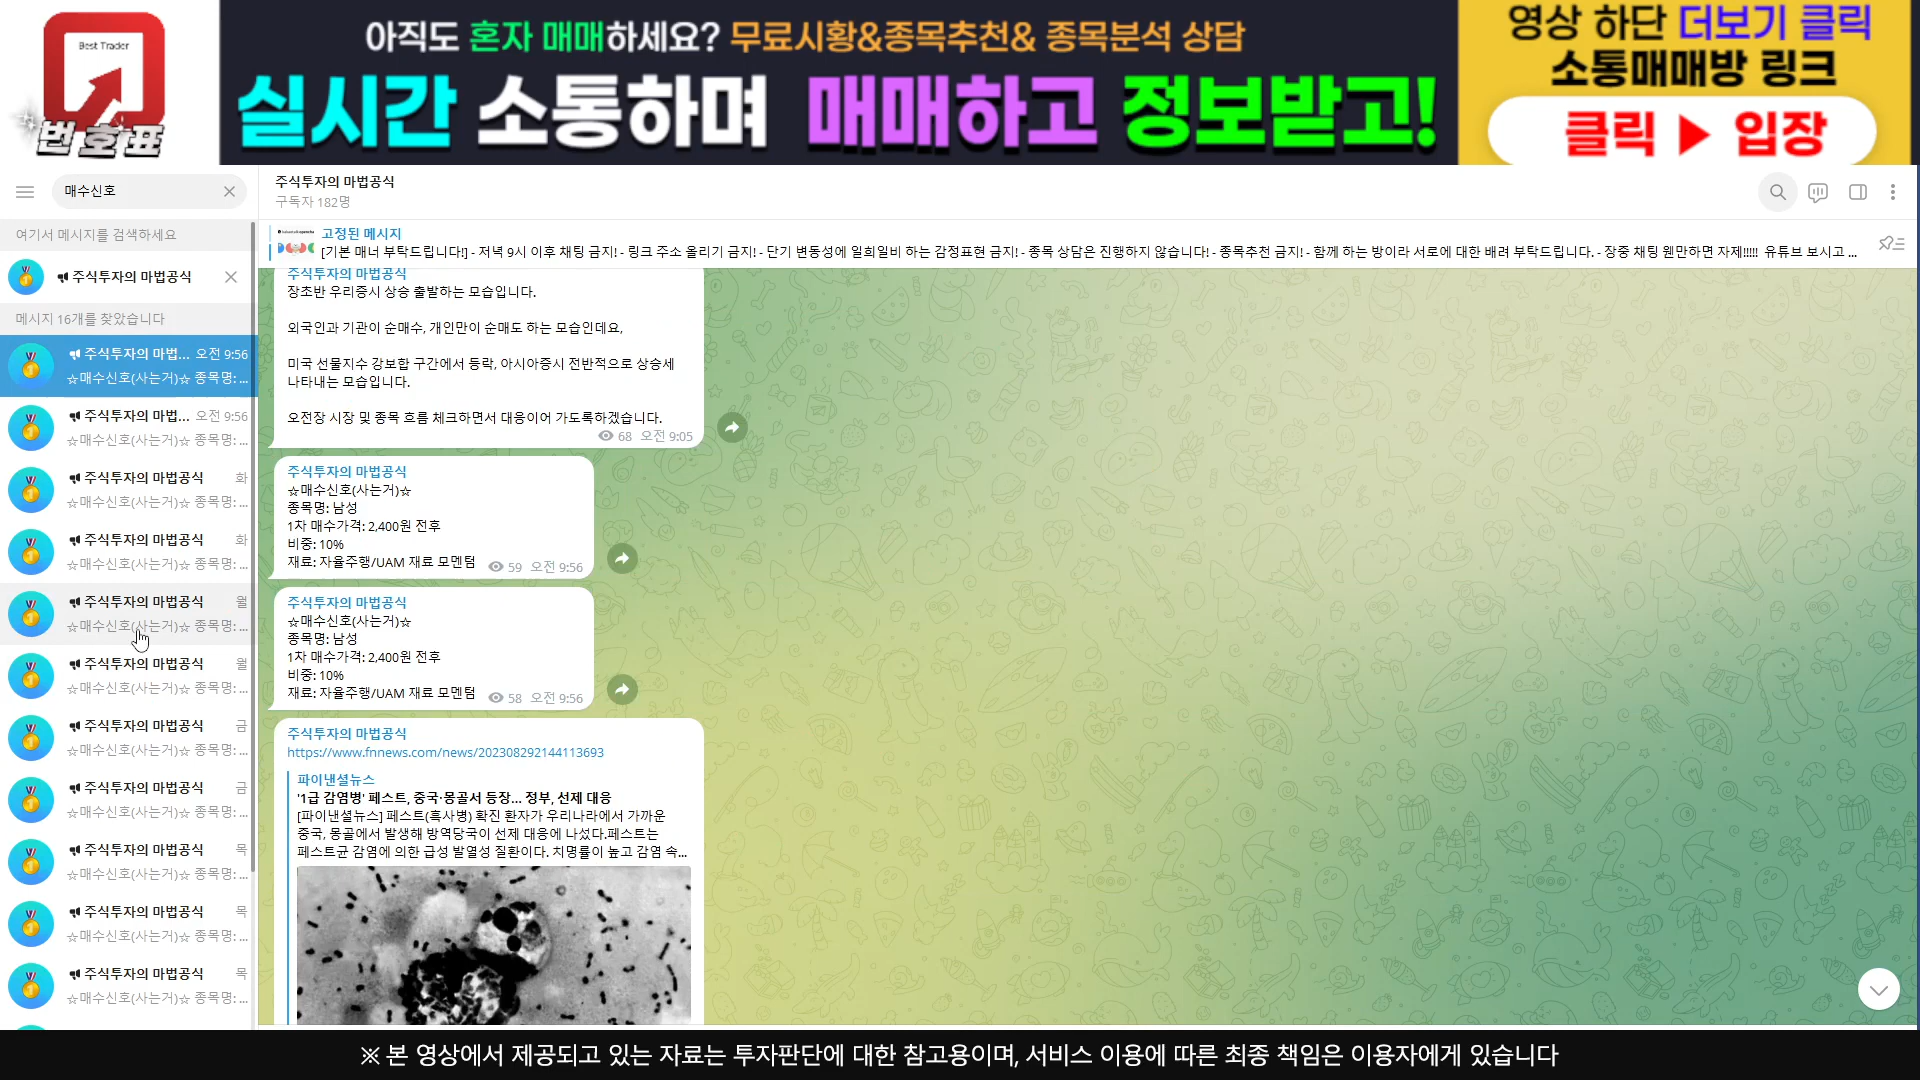 Best Trader
번호표
아직도 혼자 매매하세요? 무료시황&종목추천& 종목분석 상담
실시간 소통하며 매매하고 정보받고!
영상 하단 더보기 클릭
소통매매방 링크
클릭 ▶ 입장
매수신호
여기서 메시지를 검색하세요
주식투자의 마법공식
메시지 16개를 찾았습니다
주식투자의 마법... 오전 9:56
☆매수신호(사는거)☆ 종목명: ...
주식투자의 마법... 오전 9:56
☆매수신호(사는거)☆ 종목명: ...
주식투자의 마법공식 화
☆매수신호(사는거)☆ 종목명: ...
주식투자의 마법공식 화
☆매수신호(사는거)☆ 종목명: ...
주식투자의 마법공식 월
☆매수신호(사는거)☆ 종목명: ...
주식투자의 마법공식 월
☆매수신호(사는거)☆ 종목명: ...
주식투자의 마법공식 금
☆매수신호(사는거)☆ 종목명: ...
주식투자의 마법공식 금
☆매수신호(사는거)☆ 종목명: ...
주식투자의 마법공식 목
☆매수신호(사는거)☆ 종목명: ...
주식투자의 마법공식 목
☆매수신호(사는거)☆ 종목명: ...
주식투자의 마법공식 목
☆매수신호(사는거)☆ 종목명: ...
주식투자의 마법공식
구독자 182명
고정된 메시지
[기본 매너 부탁드립니다!] - 저녁 9시 이후 채팅 금지! - 링크 주소 올리기 금지! - 단기 변동성에 일희일비 하는 감정표현 금지! - 종목 상담은 진행하지 않습니다! - 종목추천 금지! - 함께 하는 방이라 서로에 대한 배려 부탁드립니다. - 장중 채팅 웬만하면 자제!!!!! 유튜브 보시고 ...
주식투자의 마법공식
장초반 우리증시 상승 출발하는 모습입니다.
외국인과 기관이 순매수, 개인만이 순매도 하는 모습인데요,
미국 선물지수 강보합 구간에서 등락, 아시아증시 전반적으로 상승세
나타내는 모습입니다.
오전장 시장 및 종목 흐름 체크하면서 대응이어 가도록하겠습니다.
68 오전 9:05
주식투자의 마법공식
☆매수신호(사는거)☆
종목명: 남성
1차 매수가격: 2,400원 전후
비중: 10%
재료: 자율주행/UAM 재료 모멘텀 59 오전 9:56
주식투자의 마법공식
☆매수신호(사는거)☆
종목명: 남성
1차 매수가격: 2,400원 전후
비중: 10%
재료: 자율주행/UAM 재료 모멘텀 58 오전 9:56
주식투자의 마법공식
https://www.fnnews.com/news/202308292144113693
파이낸셜뉴스
'1급 감염병' 페스트, 중국·몽골서 등장... 정부, 선제 대응
[파이낸셜뉴스] 페스트(흑사병) 확진 환자가 우리나라에서 가까운
중국, 몽골에서 발생해 방역당국이 선제 대응에 나섰다.페스트는
페스트균 감염에 의한 급성 발열성 질환이다. 치명률이 높고 감염 속...
※ 본 영상에서 제공되고 있는 자료는 투자판단에 대한 참고용이며, 서비스 이용에 따른 최종 책임은 이용자에게 있습니다